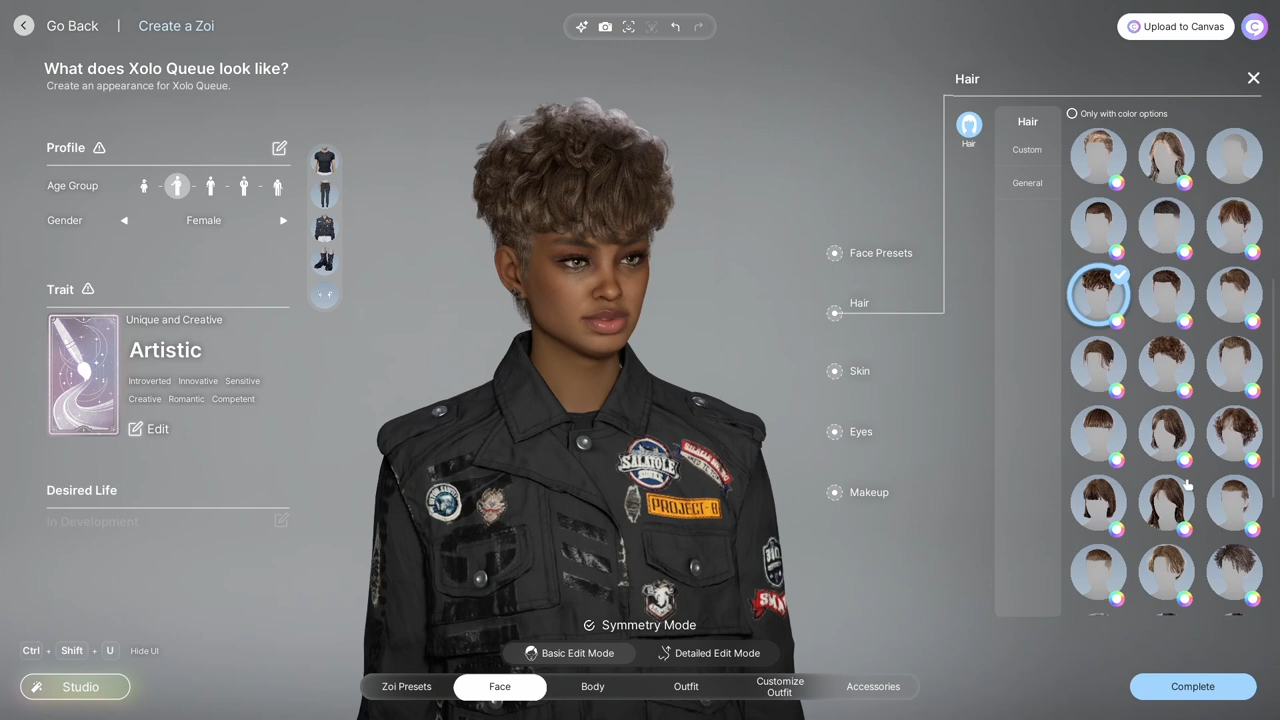 Go Back | Create a Zoi
Upload to Canvas
What does Xolo Queue look like?
Create an appearance for Xolo Queue.
Profile
Age Group
Gender
Female
Trait
Unique and Creative
Artistic
Introverted Innovative Sensitive
Creative Romantic Competent
Edit
Desired Life
In Development
Ctrl + Shift + U Hide UI
Studio
SALATOLE
PROJECT-B
Face Presets
Hair
Skin
Eyes
Makeup
Hair
Hair
Hair
Custom
General
Only with color options
Symmetry Mode
Basic Edit Mode
Detailed Edit Mode
Zoi Presets
Face
Body
Outfit
Customize
Outfit
Accessories
Complete